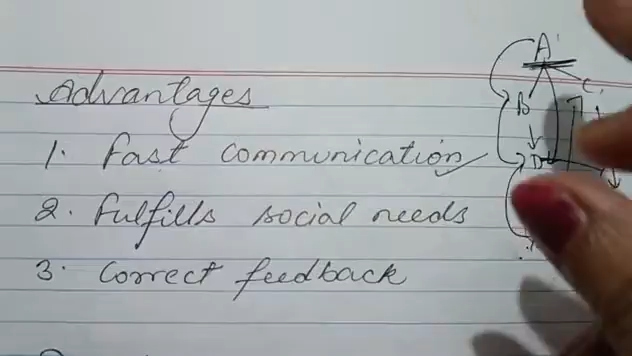 Advantages
1. Fast communication
2. Fulfills social needs
3. Correct feedback
A
B
C
D